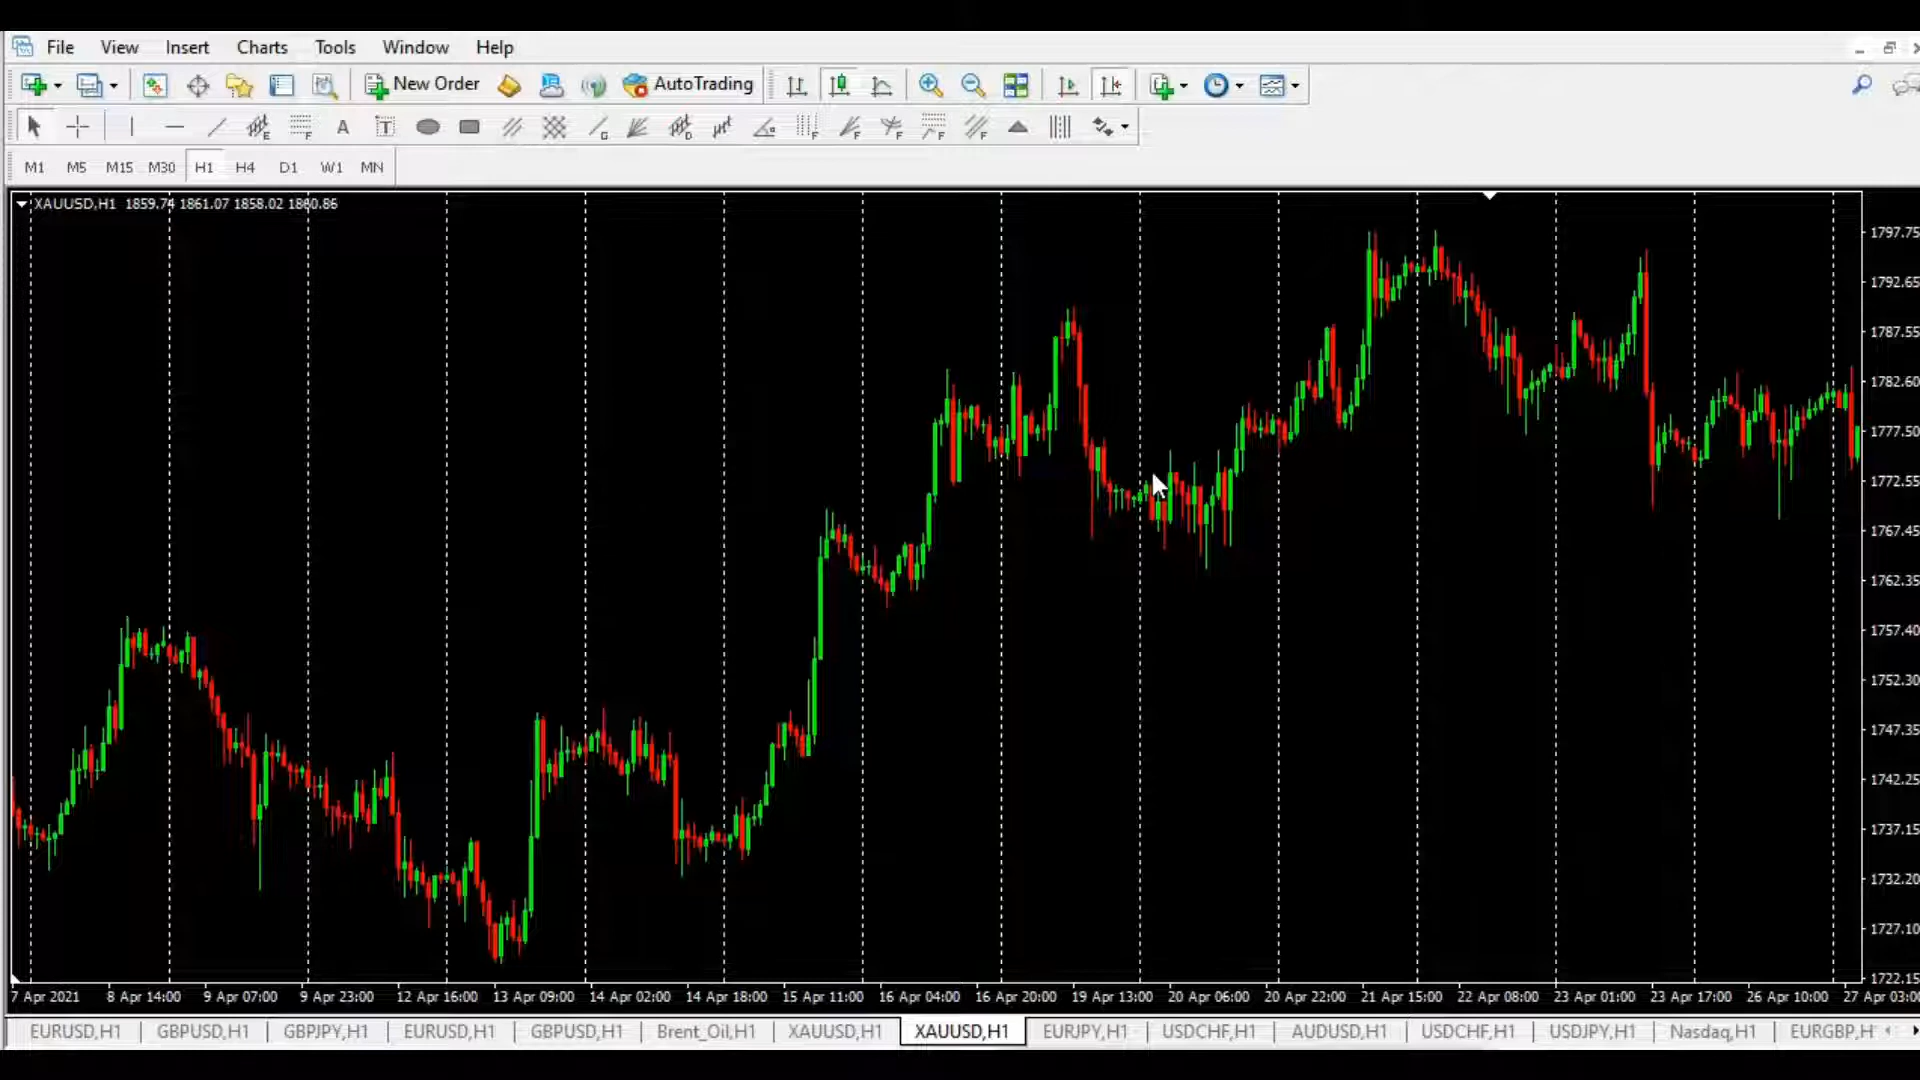 File View Insert Charts Tools Window Help
New Order AutoTrading
M1 M5 M15 M30 H1 H4 D1 W1 MN
XAUUSD,H1 1859.74 1861.07 1858.02 1860.86
1797.75
1792.65
1787.55
1782.60
1777.50
1772.55
1767.45
1762.35
1757.40
1752.30
1747.35
1742.25
1737.15
1732.20
1727.10
1722.15
7 Apr 2021 8 Apr 14:00 9 Apr 07:00 9 Apr 23:00 12 Apr 16:00 13 Apr 09:00 14 Apr 02:00 14 Apr 18:00 15 Apr 11:00 16 Apr 04:00 16 Apr 20:00 19 Apr 13:00 20 Apr 06:00 20 Apr 22:00 21 Apr 15:00 22 Apr 08:00 23 Apr 01:00 23 Apr 17:00 26 Apr 10:00 27 Apr 03:00
EURUSD,H1 GBPUSD,H1 GBPJPY,H1 EURUSD,H1 GBPUSD,H1 Brent_Oil,H1 XAUUSD,H1 XAUUSD,H1 EURJPY,H1 USDCHF,H1 AUDUSD,H1 USDCHF,H1 USDJPY,H1 Nasdaq,H1 EURGBP,H